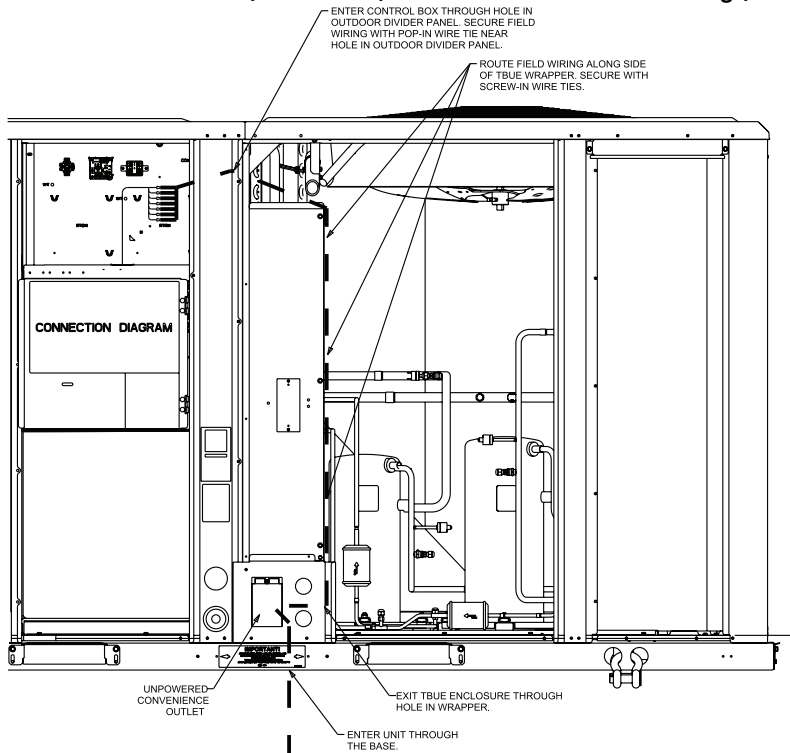 ENTER CONTROL BOX THROUGH HOLE IN
OUTDOOR DIVIDER PANEL. SECURE FIELD
WIRING WITH POP-IN WIRE TIE NEAR
HOLE IN OUTDOOR DIVIDER PANEL.
ROUTE FIELD WIRING ALONG SIDE
OF TBUE WRAPPER. SECURE WITH
SCREW-IN WIRE TIES.
CONNECTION DIAGRAM
IMPORTANT!
UNPOWERED
CONVENIENCE
OUTLET
EXIT TBUE ENCLOSURE THROUGH
HOLE IN WRAPPER.
ENTER UNIT THROUGH
THE BASE.